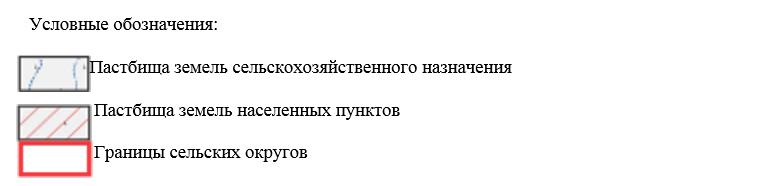 Условные обозначения:
Пастбища земель сельскохозяйственного назначения
Пастбища земель населенных пунктов
Границы сельских округов